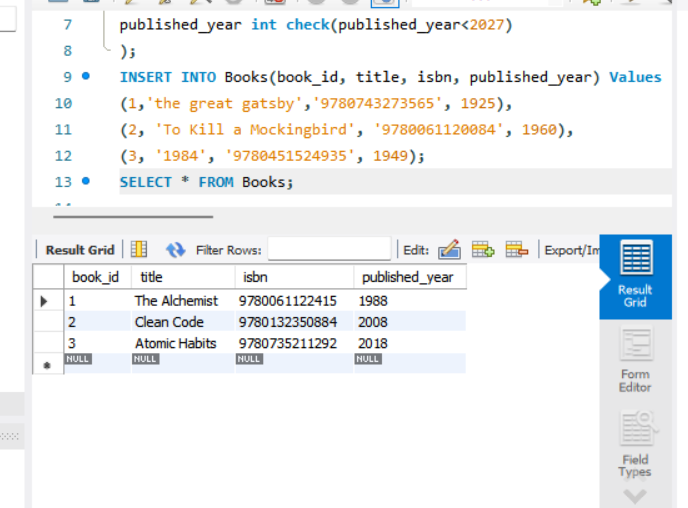 7 published_year int check(published_year<2027)
8 );
9 INSERT INTO Books(book_id, title, isbn, published_year) Values
10 (1,'the great gatsby','9780743273565', 1925),
11 (2, 'To Kill a Mockingbird', '9780061120084', 1960),
12 (3, '1984', '9780451524935', 1949);
13 SELECT * FROM Books;
Result Grid Filter Rows: Edit: Export/Im
book_id title isbn published_year
1 The Alchemist 9780061122415 1988
2 Clean Code 9780132350884 2008
3 Atomic Habits 9780735211292 2018
NULL NULL NULL NULL
Result
Grid
Form
Editor
Field
Types